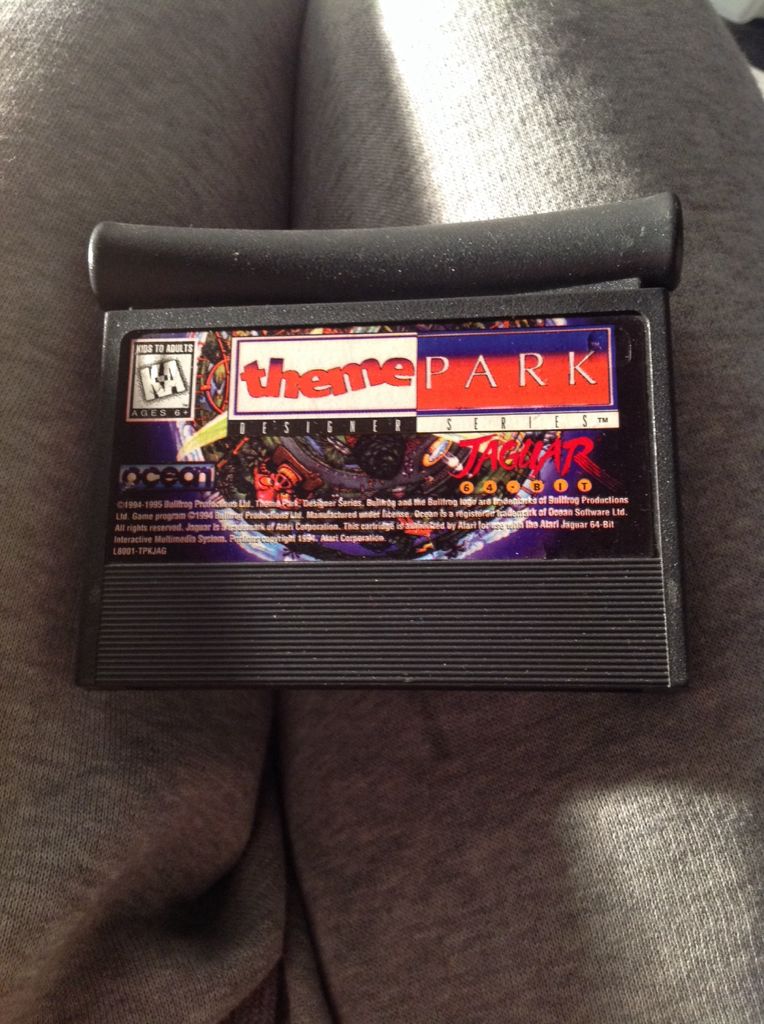 KIDS TO ADULTS
K-A
AGES 6+
theme PARK
DESIGNER SERIES™
JAGUAR
64-BIT
ocean
©1994-1995 Bullfrog Productions Ltd. Theme Park, Designer Series, Bullfrog and the Bullfrog logo are trademarks of Bullfrog Productions
Ltd. Game program ©1994 Bullfrog Productions Ltd. Manufactured under license. Ocean is a registered trademark of Ocean Software Ltd.
All rights reserved. Jaguar is a trademark of Atari Corporation. This cartridge is authorized by Atari for use with the Atari Jaguar 64-Bit
Interactive Multimedia System. Portions copyright 1994, Atari Corporation.
L8001-TPKJAG